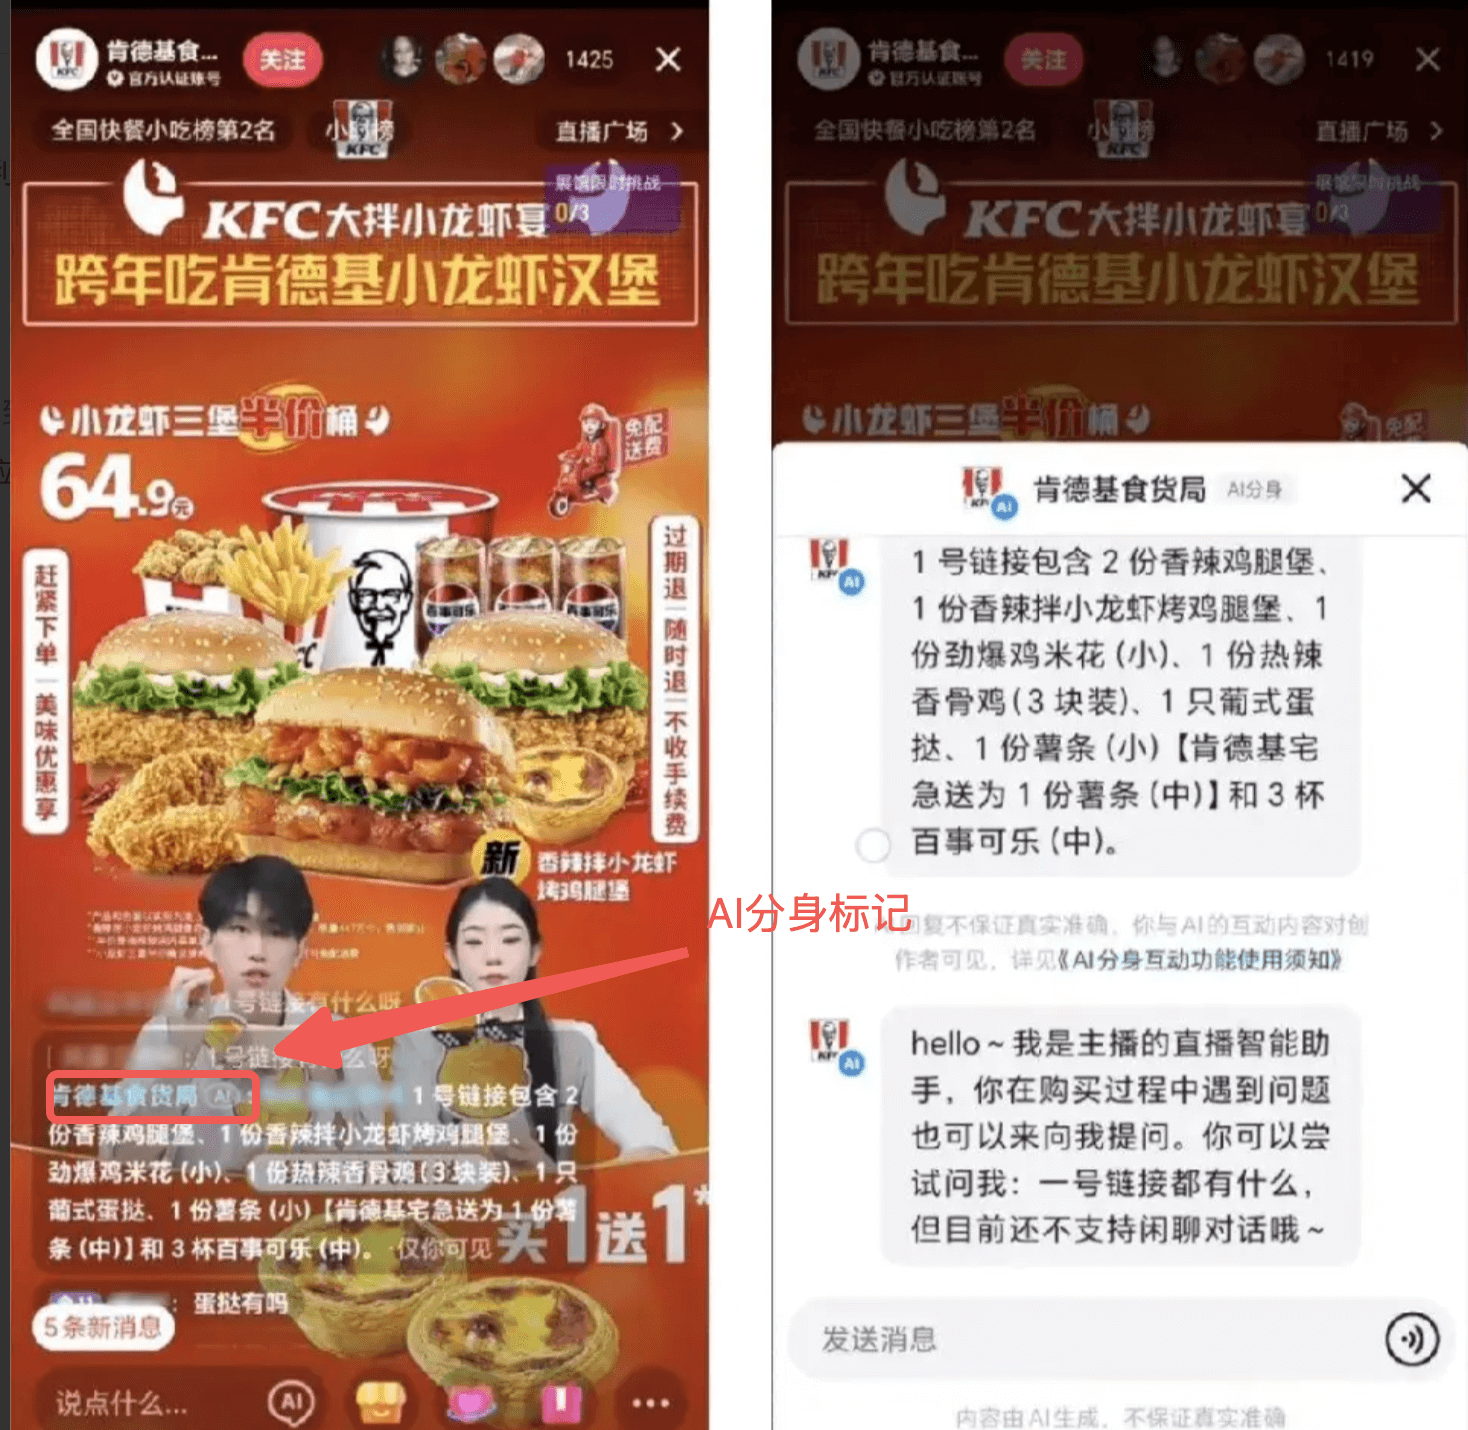 肯德基食...
官方认证账号
关注
1425
全国快餐小吃榜第2名
小时榜
直播广场
KFC
展馆限时挑战
0/3
KFC大拌小龙虾宴
跨年吃肯德基小龙虾汉堡
小龙虾三堡半价桶
64.9元
免配送费
赶紧下单 美味优惠享
过期退 随时退 不收手续费
百事可乐
百事可乐
新
香辣拌小龙虾
烤鸡腿堡
:1号链接有什么呀
:1号链接有什么呀
肯德基食货局 AI : 1 号链接包含 2
份香辣鸡腿堡、1 份香辣拌小龙虾烤鸡腿堡、1 份
劲爆鸡米花 (小)、1 份热辣香骨鸡(3 块装)、1 只
葡式蛋挞、1 份薯条 (小)【肯德基宅急送为 1 份薯
条 (中)】和 3 杯百事可乐 (中)。 仅你可见
买1送1*
: 蛋挞有吗
5 条新消息
说点什么...
AI
AI分身标记
肯德基食...
官方认证账号
关注
1419
全国快餐小吃榜第2名
小时榜
直播广场
KFC
展馆限时挑战
0/3
KFC大拌小龙虾宴
跨年吃肯德基小龙虾汉堡
小龙虾三堡半价桶
免配
AI
肯德基食货局 AI分身
AI
1 号链接包含 2 份香辣鸡腿堡、
1 份香辣拌小龙虾烤鸡腿堡、1
份劲爆鸡米花 (小)、1 份热辣
香骨鸡(3 块装)、1 只葡式蛋
挞、1 份薯条 (小)【肯德基宅
急送为 1 份薯条 (中)】和 3 杯
百事可乐 (中)。
回复不保证真实准确，你与AI的互动内容对创
作者可见，详见《AI分身互动功能使用须知》
AI
hello ~ 我是主播的直播智能助
手，你在购买过程中遇到问题
也可以来向我提问。你可以尝
试问我：一号链接都有什么，
但目前还不支持闲聊对话哦 ~
发送消息
内容由AI生成，不保证真实准确